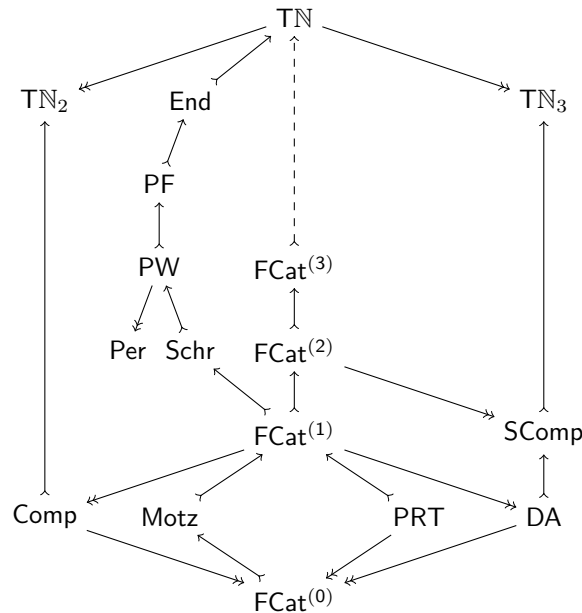 Tℕ
Tℕ₂ End Tℕ₃
PF
PW FCat⁽³⁾
Per Schr FCat⁽²⁾
FCat⁽¹⁾ SComp
Comp Motz PRT DA
FCat⁽⁰⁾